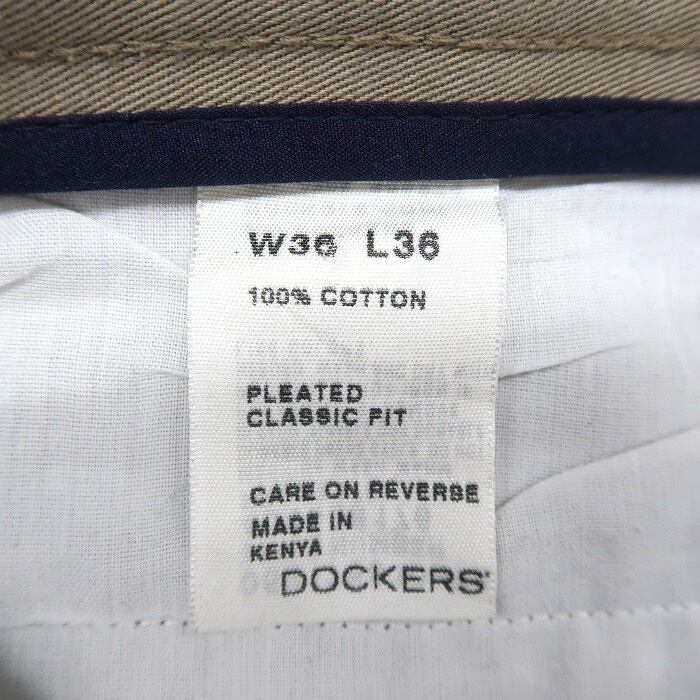 W36 L36
100% COTTON
PLEATED
CLASSIC FIT
CARE ON REVERSE
MADE IN
KENYA
DOCKERS